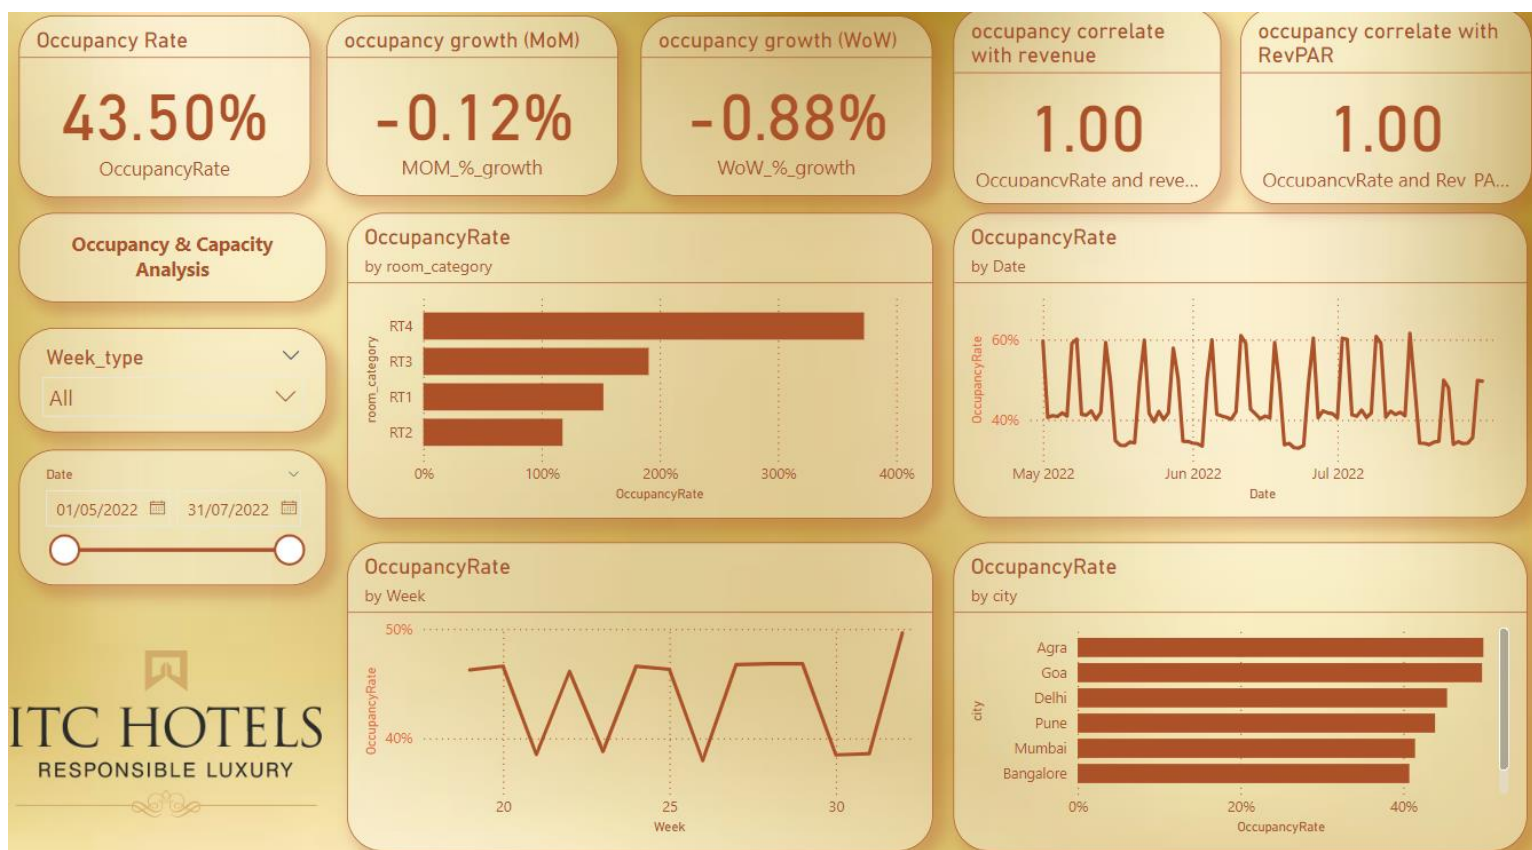 Occupancy Rate
43.50%
OccupancyRate
occupancy growth (MoM)
-0.12%
MOM_%_growth
occupancy growth (WoW)
-0.88%
WoW_%_growth
occupancy correlate
with revenue
1.00
OccupancyRate and reve...
occupancy correlate with
RevPAR
1.00
OccupancyRate and Rev_PA...
Occupancy & Capacity
Analysis
Week_type
All
Date
01/05/2022
31/07/2022
ITC HOTELS
RESPONSIBLE LUXURY
OccupancyRate
by room_category
room_category
RT4
RT3
RT1
RT2
0% 100% 200% 300% 400%
OccupancyRate
OccupancyRate
by Date
OccupancyRate
60%
40%
May 2022 Jun 2022 Jul 2022
Date
OccupancyRate
by Week
OccupancyRate
50%
40%
20 25 30
Week
OccupancyRate
by city
city
Agra
Goa
Delhi
Pune
Mumbai
Bangalore
0% 20% 40%
OccupancyRate